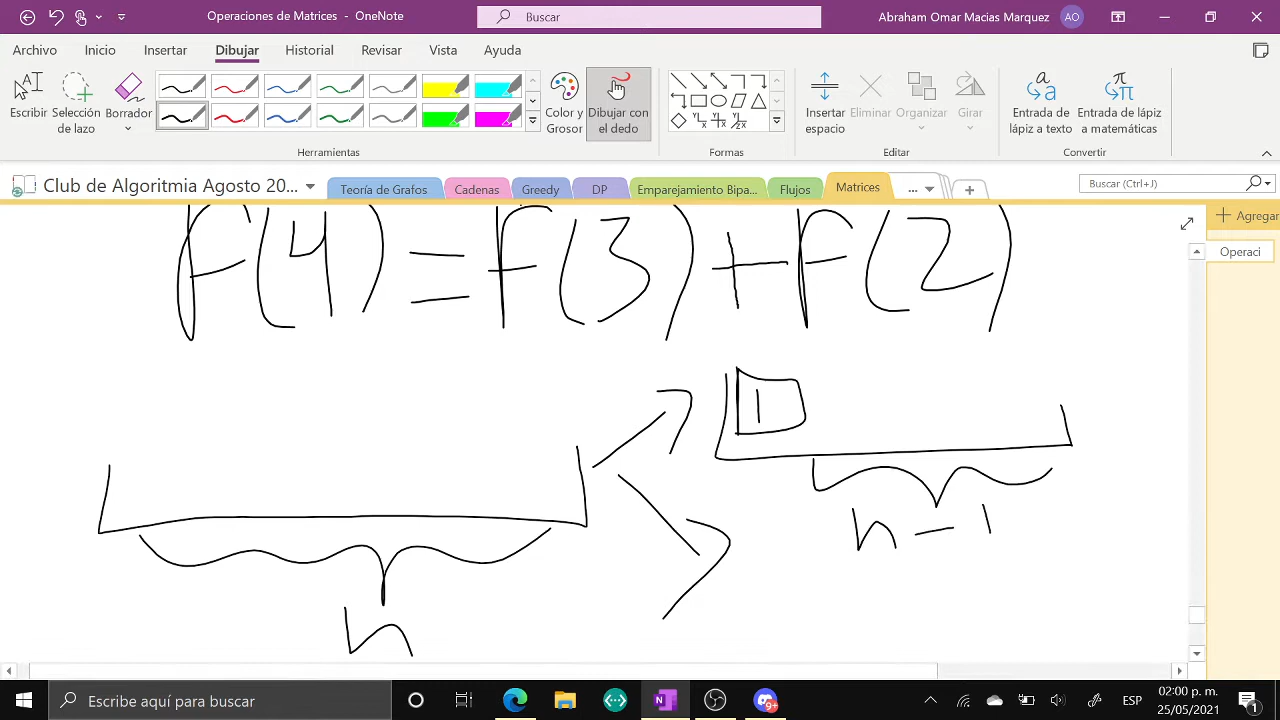 Operaciones de Matrices - OneNote
Buscar
Abraham Omar Macias Marquez AO
Archivo Inicio Insertar Dibujar Historial Revisar Vista Ayuda
Escribir
Selección de lazo
Borrador
Color y Grosor
Dibujar con el dedo
Insertar espacio
Eliminar
Organizar
Girar
Entrada de lápiz a texto
Entrada de lápiz a matemáticas
Herramientas Formas Editar Convertir
Club de Algoritmia Agosto 20...
Teoría de Grafos Cadenas Greedy DP Emparejamiento Bipa... Flujos Matrices ...
Buscar (Ctrl+J)
Agregar
Operaci
f(4) = f(3) + f(2)
1
n - 1
n
Escribe aquí para buscar
9+
ESP
02:00 p. m.
25/05/2021
1